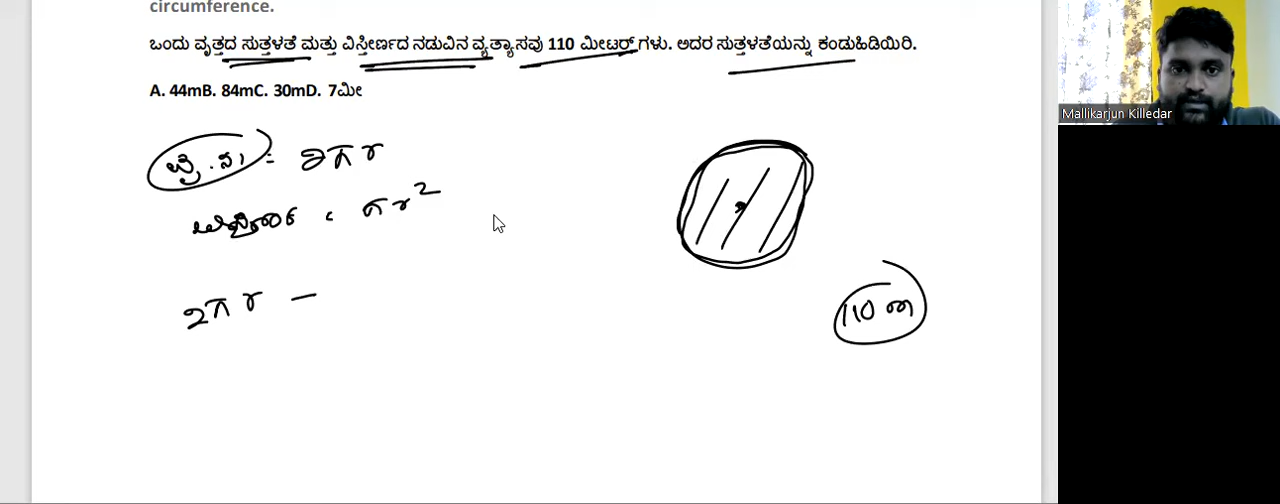 circumference.
ಒಂದು ವೃತ್ತದ ಸುತ್ತಳತೆ ಮತ್ತು ವಿಸ್ತೀರ್ಣದ ನಡುವಿನ ವ್ಯತ್ಯಾಸವು 110 ಮೀಟರ್ ಗಳು. ಅದರ ಸುತ್ತಳತೆಯನ್ನು ಕಂಡುಹಿಡಿಯಿರಿ.
A. 44mB. 84mC. 30mD. 7ಮೀ
Mallikarjun Killedar
= 2πr
πr²
2πr —
110 m